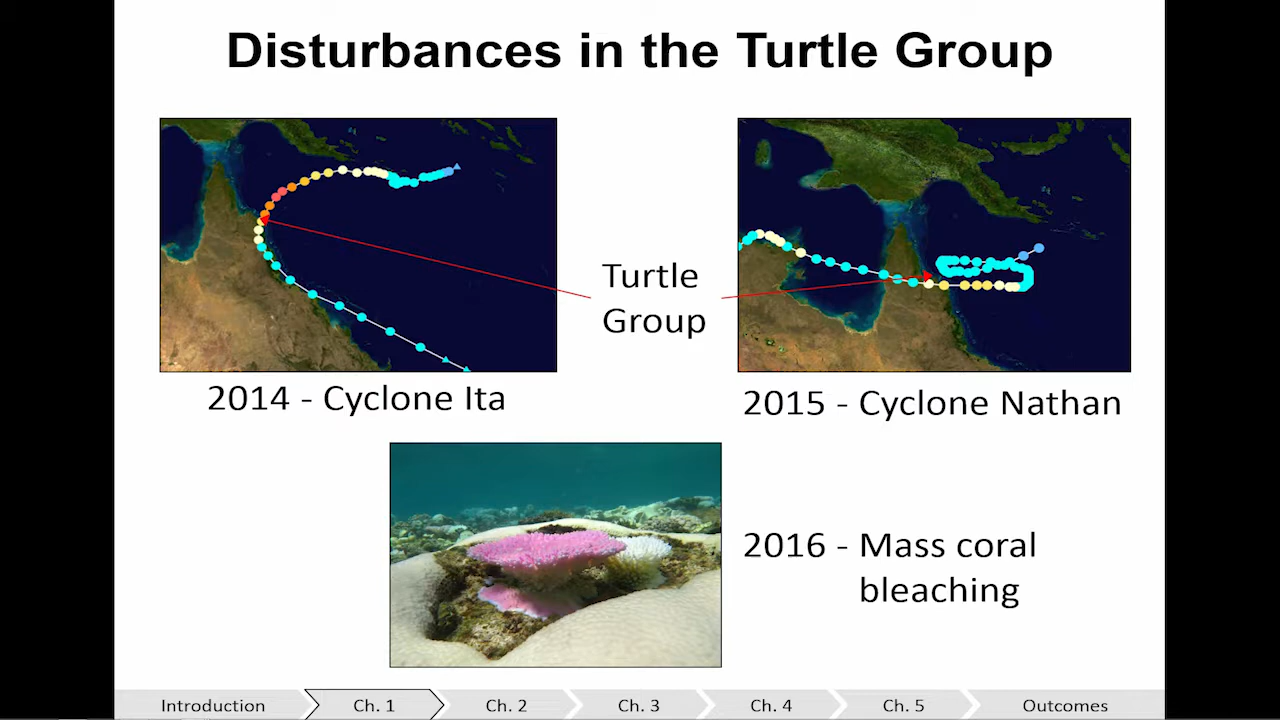 Disturbances in the Turtle Group
Turtle
Group
2014 - Cyclone Ita
2015 - Cyclone Nathan
2016 - Mass coral
bleaching
Introduction
Ch. 1
Ch. 2
Ch. 3
Ch. 4
Ch. 5
Outcomes